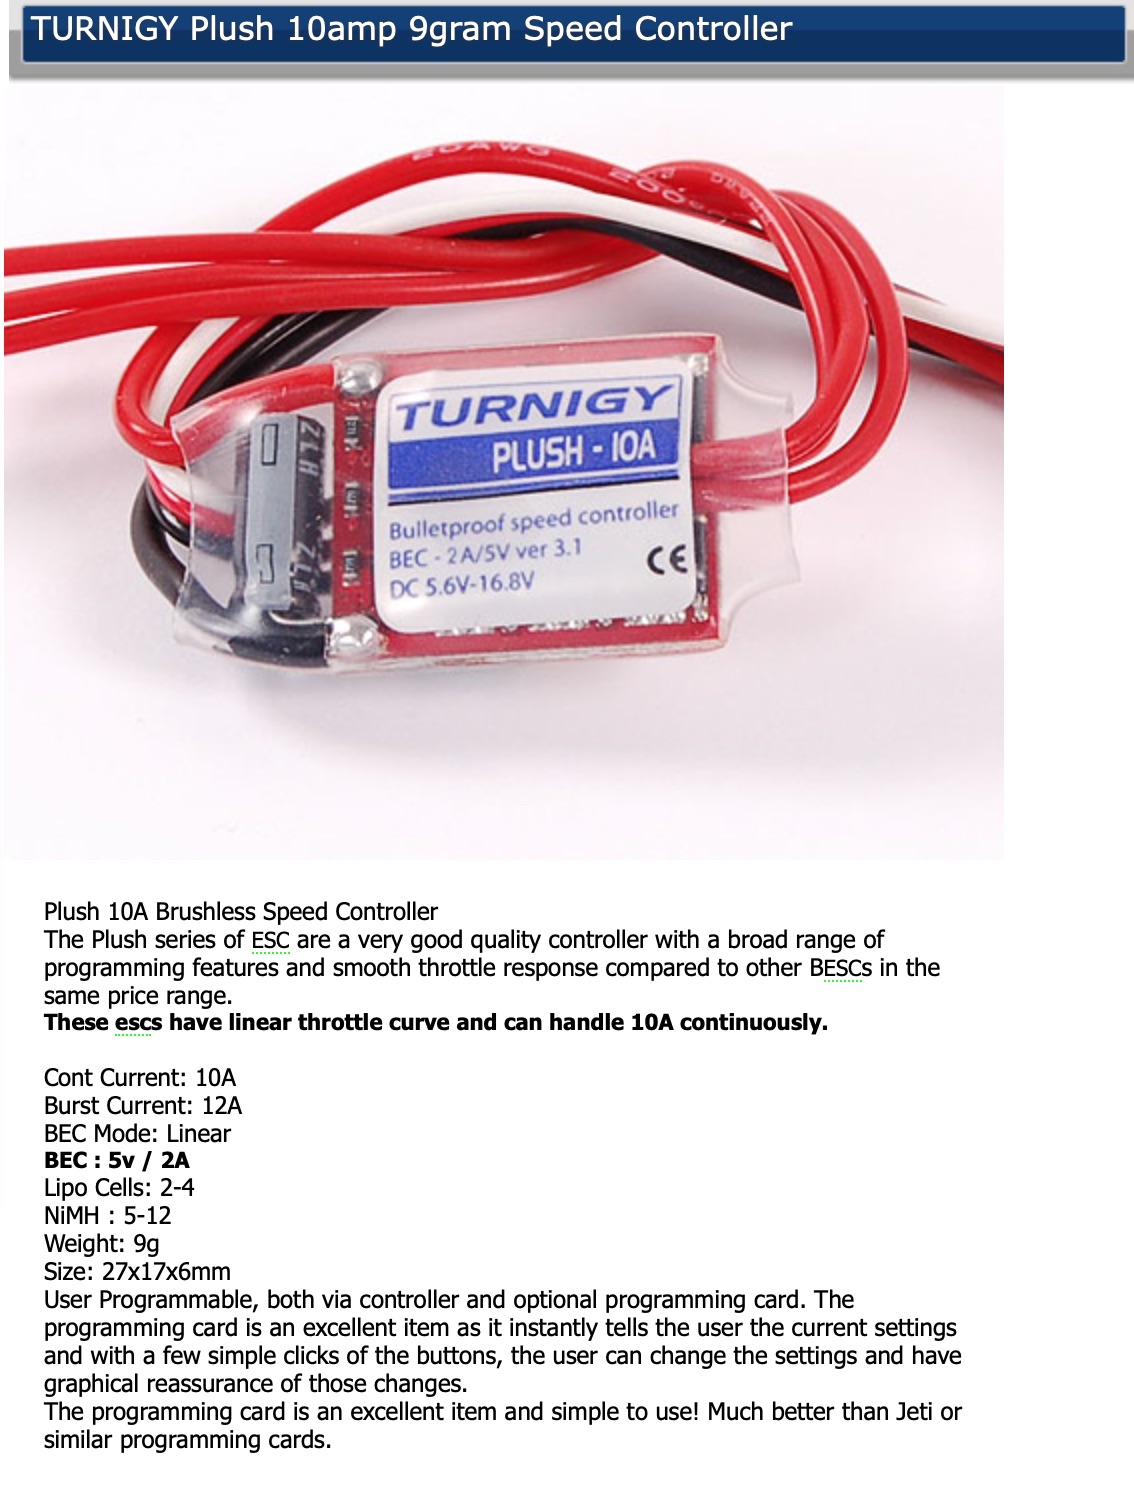 TURNIGY Plush 10amp 9gram Speed Controller
20AWG
200
TURNIGY
PLUSH - 10A
Bulletproof speed controller
BEC - 2A/5V ver 3.1
DC 5.6V-16.8V
CE
ZLH
Plush 10A Brushless Speed Controller
The Plush series of ESC are a very good quality controller with a broad range of
programming features and smooth throttle response compared to other BESCs in the
same price range.
These escs have linear throttle curve and can handle 10A continuously.
Cont Current: 10A
Burst Current: 12A
BEC Mode: Linear
BEC : 5v / 2A
Lipo Cells: 2-4
NiMH : 5-12
Weight: 9g
Size: 27x17x6mm
User Programmable, both via controller and optional programming card. The
programming card is an excellent item as it instantly tells the user the current settings
and with a few simple clicks of the buttons, the user can change the settings and have
graphical reassurance of those changes.
The programming card is an excellent item and simple to use! Much better than Jeti or
similar programming cards.